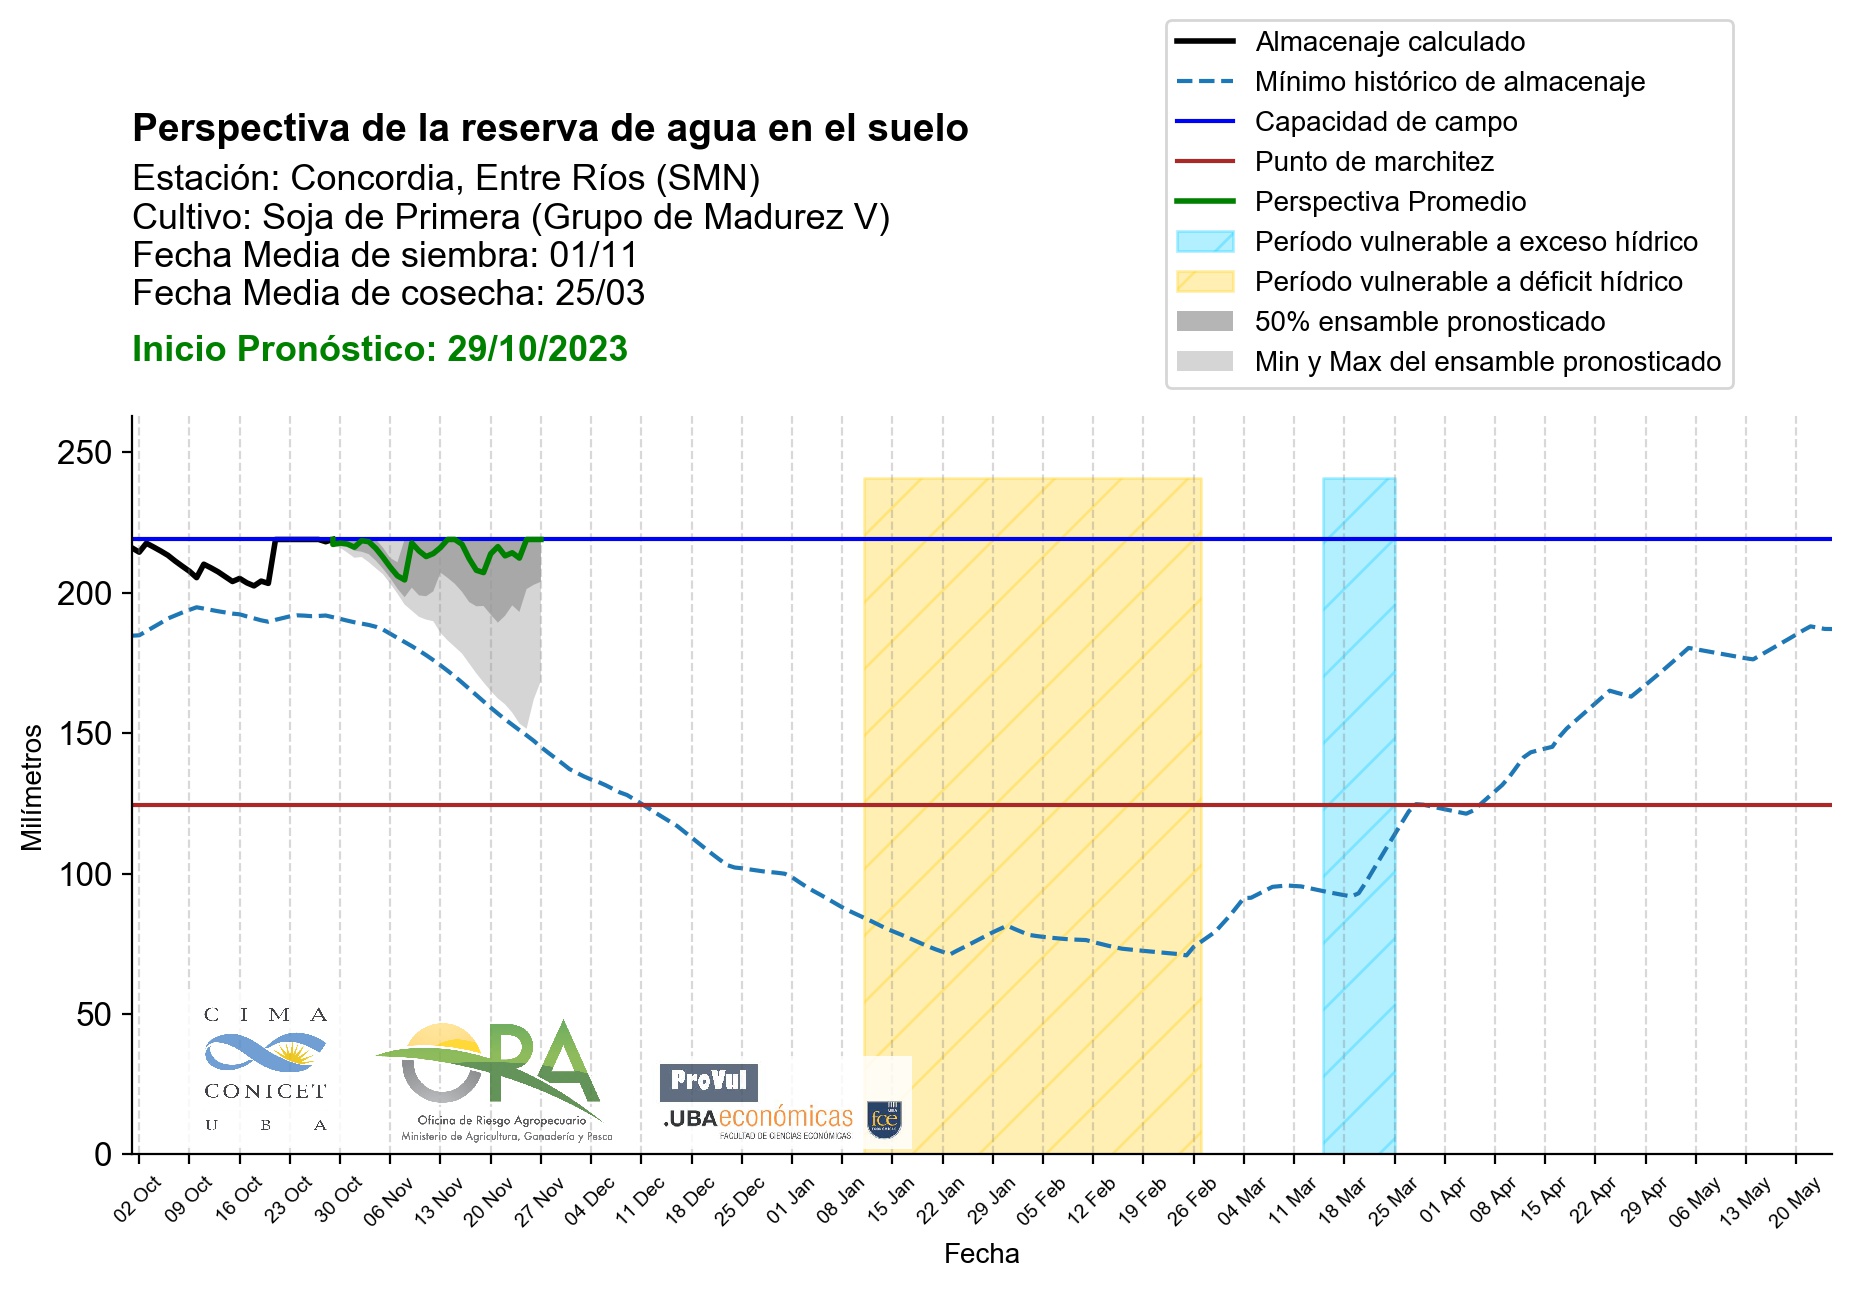 Almacenaje calculado
Mínimo histórico de almacenaje
Capacidad de campo
Punto de marchitez
Perspectiva Promedio
Período vulnerable a exceso hídrico
Período vulnerable a déficit hídrico
50% ensamble pronosticado
Min y Max del ensamble pronosticado
Perspectiva de la reserva de agua en el suelo
Estación: Concordia, Entre Ríos (SMN)
Cultivo: Soja de Primera (Grupo de Madurez V)
Fecha Media de siembra: 01/11
Fecha Media de cosecha: 25/03
Inicio Pronóstico: 29/10/2023
250
200
150
100
50
0
Milímetros
CIMA
CONICET
UBA
ORA
Oficina de Riesgo Agropecuario
Ministerio de Agricultura, Ganadería y Pesca
ProVul
.UBAeconómicas
FACULTAD DE CIENCIAS ECONÓMICAS
UBA
fce
ECONÓMICAS
02 Oct 09 Oct 16 Oct 23 Oct 30 Oct 06 Nov 13 Nov 20 Nov 27 Nov 04 Dec 11 Dec 18 Dec 25 Dec 01 Jan 08 Jan 15 Jan 22 Jan 29 Jan 05 Feb 12 Feb 19 Feb 26 Feb 04 Mar 11 Mar 18 Mar 25 Mar 01 Apr 08 Apr 15 Apr 22 Apr 29 Apr 06 May 13 May 20 May
Fecha